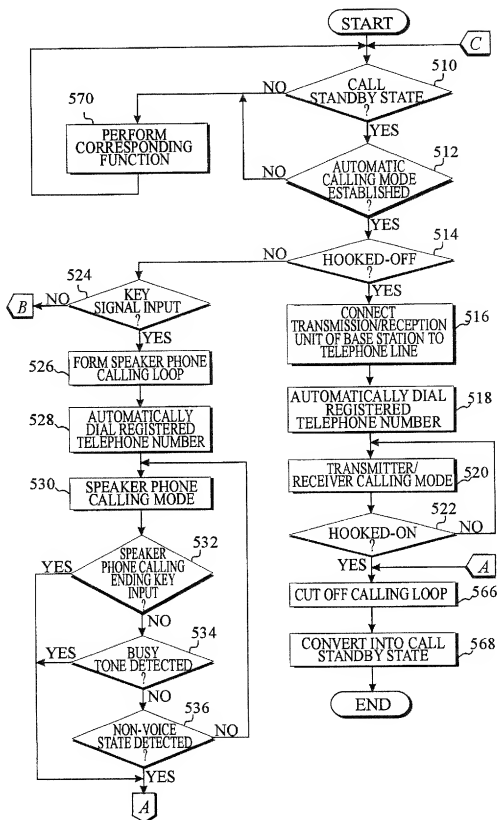 START
C
510
CALL
STANDBY STATE
?
NO
YES
570
PERFORM
CORRESPONDING
FUNCTION
512
AUTOMATIC
CALLING MODE
ESTABLISHED
?
NO
YES
514
HOOKED-OFF
?
NO
YES
524
KEY
SIGNAL INPUT
?
NO
B
YES
526
FORM SPEAKER PHONE
CALLING LOOP
528
AUTOMATICALLY
DIAL REGISTERED
TELEPHONE NUMBER
530
SPEAKER PHONE
CALLING MODE
532
SPEAKER
PHONE CALLING
ENDING KEY
INPUT
?
YES
NO
534
BUSY
TONE DETECTED
?
YES
NO
536
NON-VOICE
STATE DETECTED
?
NO
YES
A
CONNECT
TRANSMISSION/RECEPTION
UNIT OF BASE STATION TO
TELEPHONE LINE
516
AUTOMATICALLY DIAL
REGISTERED
TELEPHONE NUMBER
518
TRANSMITTER/
RECEIVER CALLING MODE
520
522
HOOKED-ON
?
NO
YES
A
CUT OFF CALLING LOOP
566
CONVERT INTO CALL
STANDBY STATE
568
END